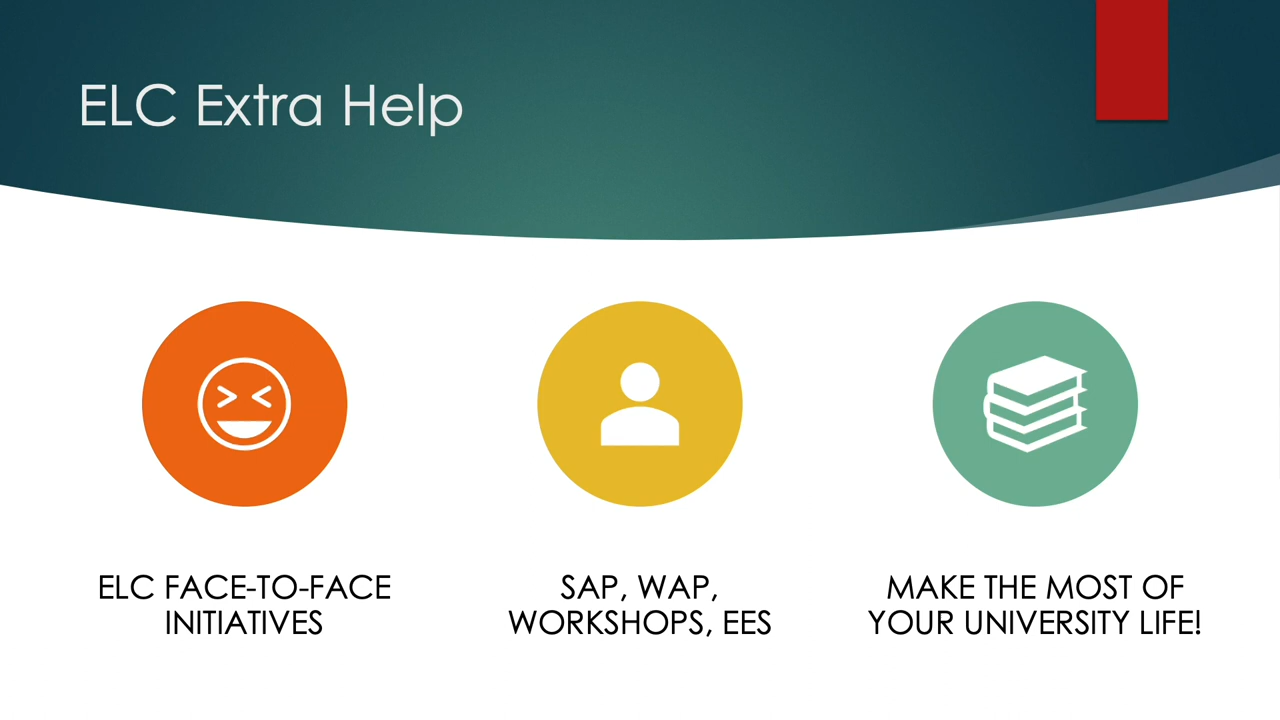 ELC Extra Help
ELC FACE-TO-FACE
INITIATIVES
SAP, WAP,
WORKSHOPS, EES
MAKE THE MOST OF
YOUR UNIVERSITY LIFE!